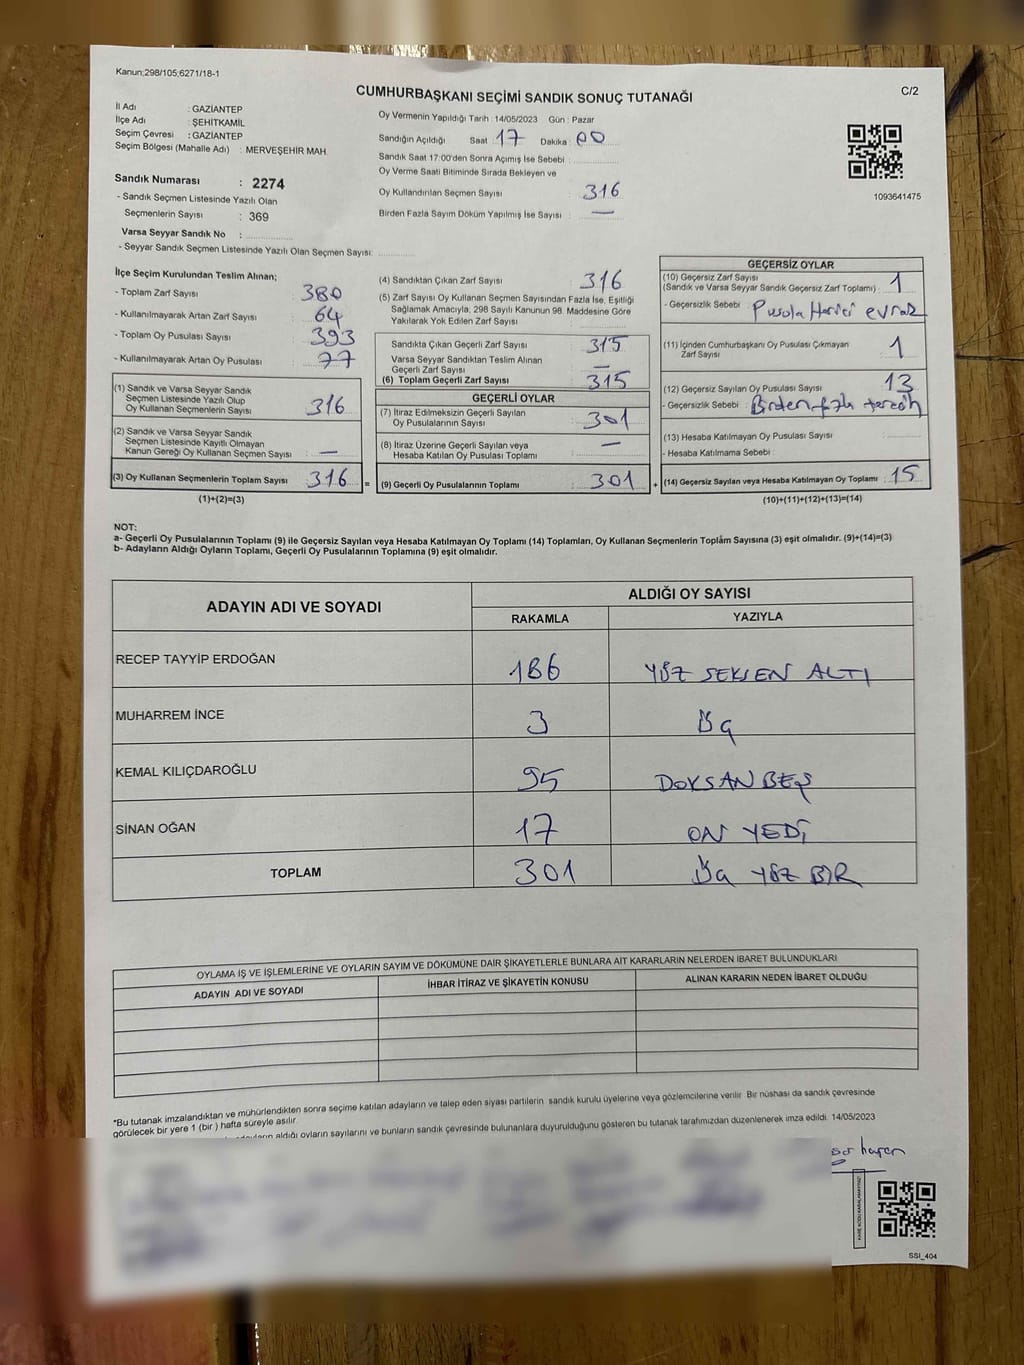 Kanun;298/105;6271/18-1
C/2
CUMHURBAŞKANI SEÇİMİ SANDIK SONUÇ TUTANAĞI
İl Adı : GAZİANTEP
İlçe Adı : ŞEHİTKAMİL
Seçim Çevresi : GAZİANTEP
Seçim Bölgesi (Mahalle Adı) : MERVEŞEHİR MAH.
Sandık Numarası : 2274
- Sandık Seçmen Listesinde Yazılı Olan
Seçmenlerin Sayısı : 369
Varsa Seyyar Sandık No :
- Seyyar Sandık Seçmen Listesinde Yazılı Olan Seçmen Sayısı:
Oy Vermenin Yapıldığı Tarih : 14/05/2023 Gün : Pazar
Sandığın Açıldığı Saat : 17 Dakika : 00
Sandık Saat 17:00'den Sonra Açımış İse Sebebi :
Oy Verme Saati Bitiminde Sırada Bekleyen ve
Oy Kullandırılan Seçmen Sayısı : 316
Birden Fazla Sayım Döküm Yapılmış İse Sayısı : —
1093641475
İlçe Seçim Kurulundan Teslim Alınan;
- Toplam Zarf Sayısı : 380
- Kullanılmayarak Artan Zarf Sayısı : 64
- Toplam Oy Pusulası Sayısı : 393
- Kullanılmayarak Artan Oy Pusulası : 77
(1) Sandık ve Varsa Seyyar Sandık
Seçmen Listesinde Yazılı Olup
Oy Kullanan Seçmenlerin Sayısı : 316
(2) Sandık ve Varsa Seyyar Sandık
Seçmen Listesinde Kayıtlı Olmayan
Kanun Gereği Oy Kullanan Seçmen Sayısı : —
(3) Oy Kullanan Seçmenlerin Toplam Sayısı : 316
(1)+(2)=(3)
(4) Sandıktan Çıkan Zarf Sayısı : 316
(5) Zarf Sayısı Oy Kullanan Seçmen Sayısından Fazla İse, Eşitliği
Sağlamak Amacıyla, 298 Sayılı Kanunun 98. Maddesine Göre
Yakılarak Yok Edilen Zarf Sayısı :
Sandıkta Çıkan Geçerli Zarf Sayısı : 315
Varsa Seyyar Sandıktan Teslim Alınan
Geçerli Zarf Sayısı : —
(6) Toplam Geçerli Zarf Sayısı : 315
GEÇERLİ OYLAR
(7) İtiraz Edilmeksizin Geçerli Sayılan
Oy Pusulalarının Sayısı : 301
(8) İtiraz Üzerine Geçerli Sayılan veya
Hesaba Katılan Oy Pusulası Toplamı : —
= (9) Geçerli Oy Pusulalarının Toplamı : 301 +
GEÇERSİZ OYLAR
(10) Geçersiz Zarf Sayısı
(Sandık ve Varsa Seyyar Sandık Geçersiz Zarf Toplamı) : 1
- Geçersizlik Sebebi : Pusula Harici evrak
(11) İçinden Cumhurbaşkanı Oy Pusulası Çıkmayan
Zarf Sayısı : 1
(12) Geçersiz Sayılan Oy Pusulası Sayısı : 13
- Geçersizlik Sebebi : Birden fazla tercih
(13) Hesaba Katılmayan Oy Pusulası Sayısı :
- Hesaba Katılmama Sebebi :
(14) Geçersiz Sayılan veya Hesaba Katılmayan Oy Toplamı : 15
(10)+(11)+(12)+(13)=(14)
NOT:
a- Geçerli Oy Pusulalarının Toplamı (9) ile Geçersiz Sayılan veya Hesaba Katılmayan Oy Toplamı (14) Toplamları, Oy Kullanan Seçmenlerin Toplam Sayısına (3) eşit olmalıdır. (9)+(14)=(3)
b- Adayların Aldığı Oyların Toplamı, Geçerli Oy Pusulalarının Toplamına (9) eşit olmalıdır.
ADAYIN ADI VE SOYADI
ALDIĞI OY SAYISI
RAKAMLA YAZIYLA
RECEP TAYYİP ERDOĞAN 186 YÜZ SEKSEN ALTI
MUHARREM İNCE 3 Üç
KEMAL KILIÇDAROĞLU 95 DOKSAN BEŞ
SİNAN OĞAN 17 ON YEDİ
TOPLAM 301 Üç YÜZ BİR
OYLAMA İŞ VE İŞLEMLERİNE VE OYLARIN SAYIM VE DÖKÜMÜNE DAİR ŞİKAYETLERLE BUNLARA AİT KARARLARIN NELERDEN İBARET BULUNDUKLARI
ADAYIN ADI VE SOYADI İHBAR İTİRAZ VE ŞİKAYETİN KONUSU ALINAN KARARIN NEDEN İBARET OLDUĞU
*Bu tutanak imzalandıktan ve mühürlendikten sonra seçime katılan adayların ve talep eden siyasi partilerin sandık kurulu üyelerine veya gözlemcilerine verilir. Bir nüshası da sandık çevresinde
görülecek bir yere 1 (bir) hafta süreyle asılır.
aldığı oyların sayılarını ve bunların sandık çevresinde bulunanlara duyurulduğunu gösteren bu tutanak tarafımızdan düzenlenerek imza edildi. 14/05/2023
SSI_404